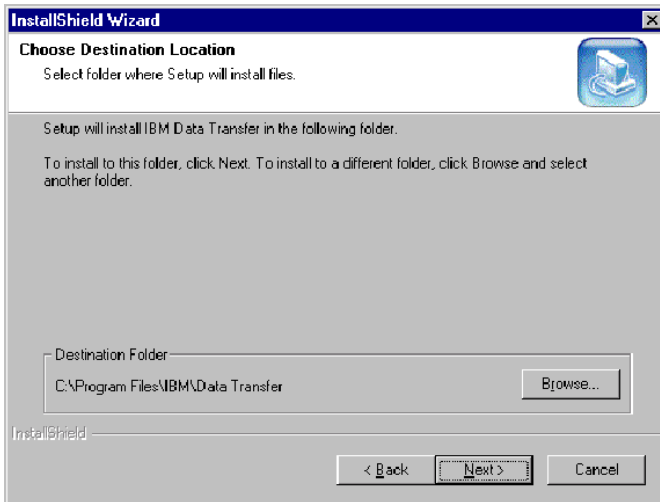 InstallShield Wizard
Choose Destination Location
Select folder where Setup will install files.
Setup will install IBM Data Transfer in the following folder.
To install to this folder, click Next. To install to a different folder, click Browse and select
another folder.
Destination Folder
C:\Program Files\IBM\Data Transfer
Browse...
InstallShield
< Back
Next >
Cancel